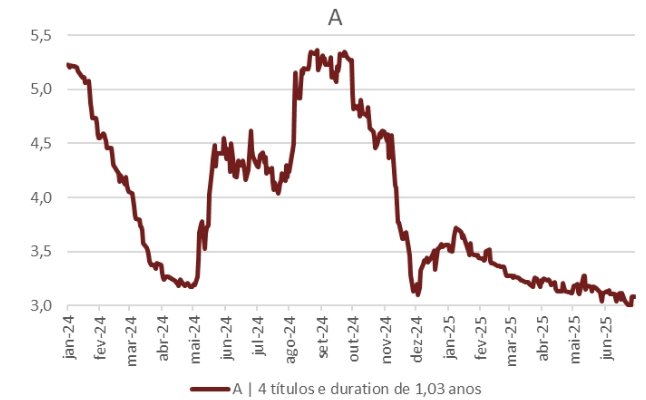 A
5,5
5,0
4,5
4,0
3,5
3,0
jan-24
fev-24
mar-24
abr-24
mai-24
jun-24
jul-24
ago-24
set-24
out-24
nov-24
dez-24
jan-25
fev-25
mar-25
abr-25
mai-25
jun-25
A | 4 títulos e duration de 1,03 anos